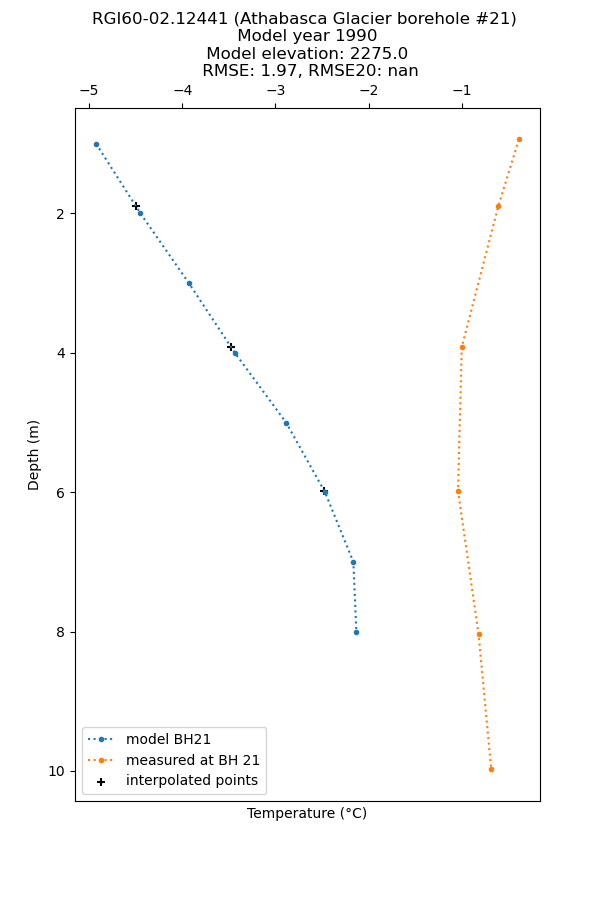 RGI60-02.12441 (Athabasca Glacier borehole #21)
Model year 1990
Model elevation: 2275.0
RMSE: 1.97, RMSE20: nan
−5 −4 −3 −2 −1
2
4
6
8
10
Depth (m)
model BH21
measured at BH 21
interpolated points
Temperature (°C)